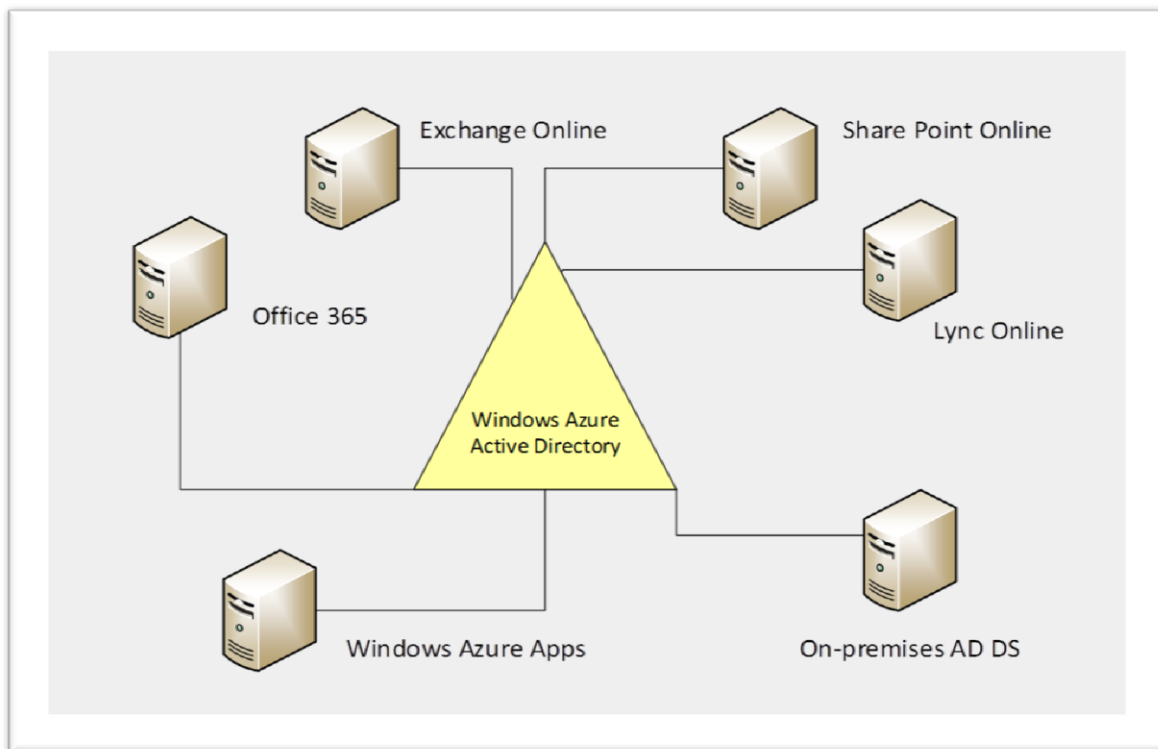 Exchange Online
Share Point Online
Office 365
Lync Online
Windows Azure
Active Directory
Windows Azure Apps
On-premises AD DS